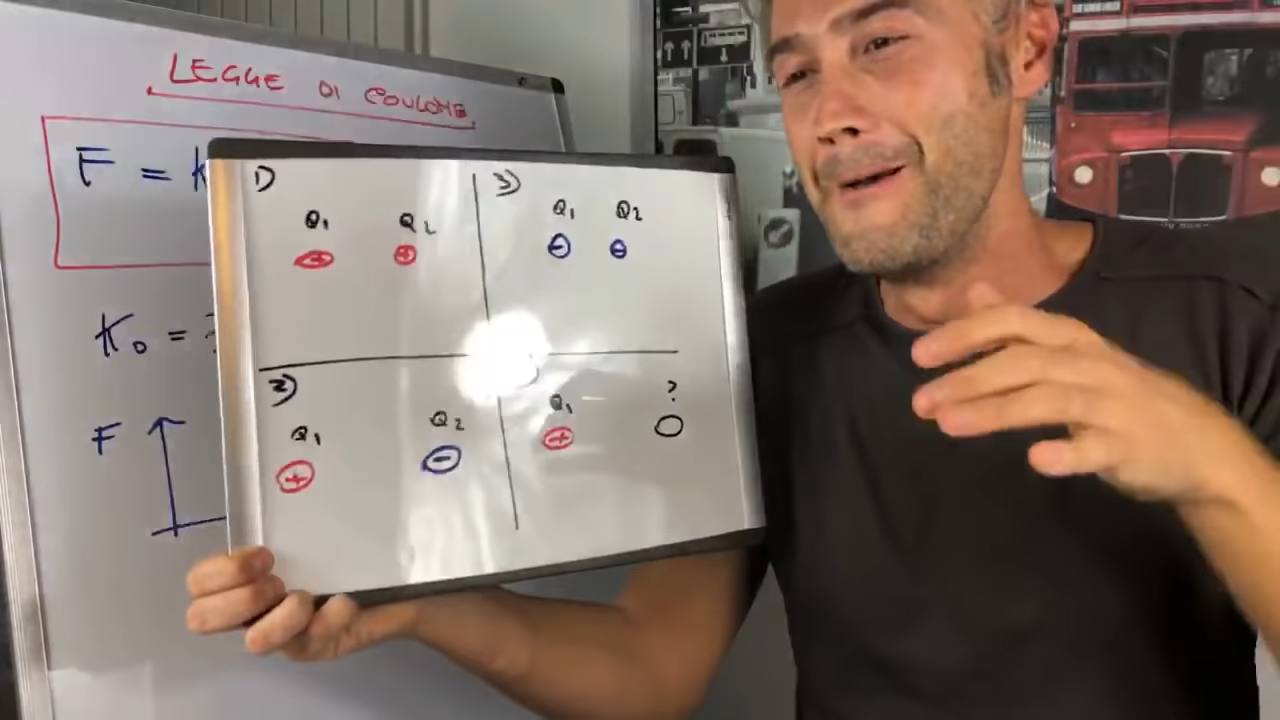 LEGGE DI COULOMB
F = K
K₀ =
F
1)
Q₁ Q₂
+ +
3)
Q₁ Q₂
- -
2)
Q₁ Q₂
+ -
Q₁ ?
+